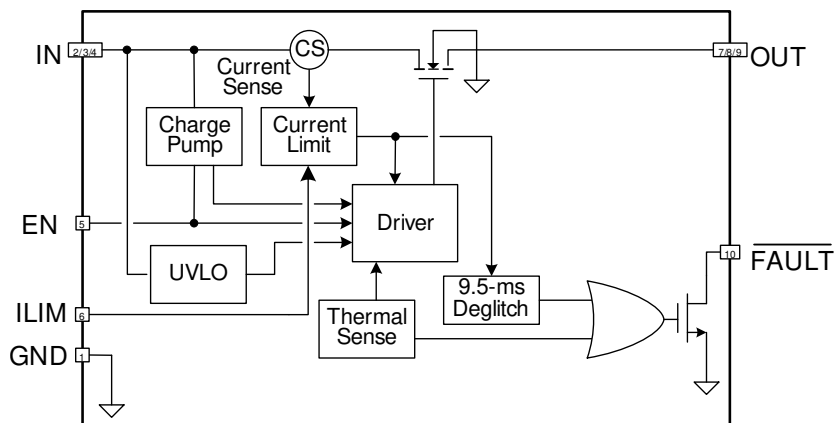 IN
2/3/4
CS
7/8/9
OUT
Current
Sense
Charge
Pump
Current
Limit
EN
5
Driver
UVLO
10
FAULT
9.5-ms
Deglitch
ILIM
6
Thermal
Sense
GND
1